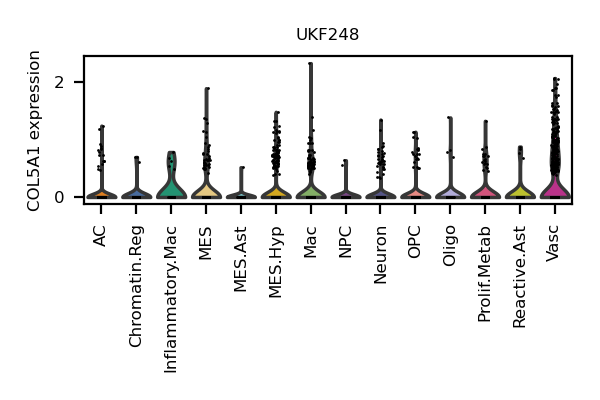 UKF248
COL5A1 expression
2
0
AC
Chromatin.Reg
Inflammatory.Mac
MES
MES.Ast
MES.Hyp
Mac
NPC
Neuron
OPC
Oligo
Prolif.Metab
Reactive.Ast
Vasc